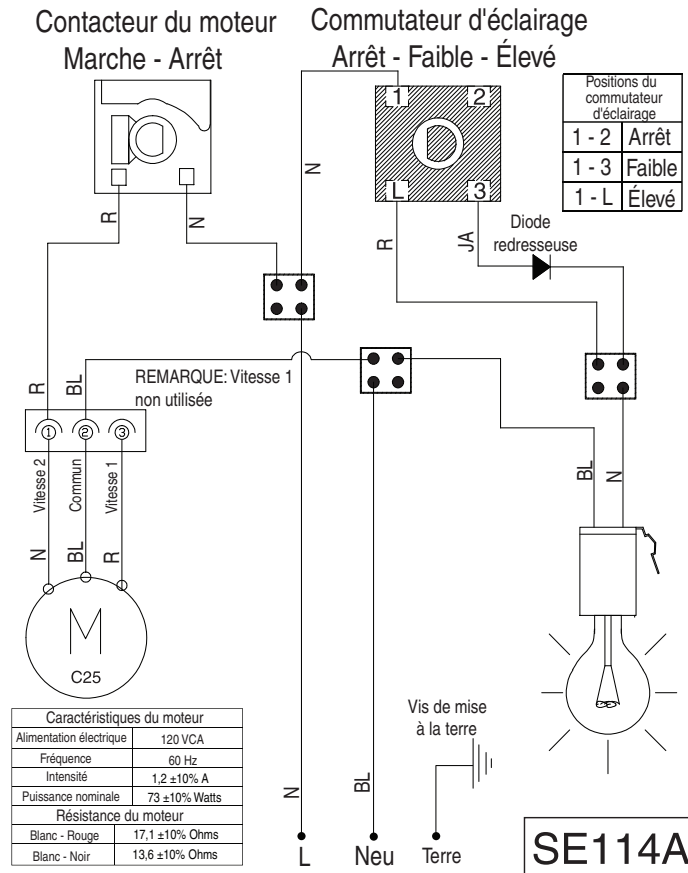 Contacteur du moteur
Marche - Arrêt
Commutateur d'éclairage
Arrêt - Faible - Élevé
1
2
L
3
Positions du
commutateur
d'éclairage
1 - 2 Arrêt
1 - 3 Faible
1 - L Élevé
N
R
N
R
JA
Diode
redresseuse
R
BL
REMARQUE: Vitesse 1
non utilisée
1
2
3
Vitesse 2
Commun
Vitesse 1
BL
N
N
BL
R
M
C25
Caractéristiques du moteur
Alimentation électrique 120 VCA
Fréquence 60 Hz
Intensité 1,2 ±10% A
Puissance nominale 73 ±10% Watts
Résistance du moteur
Blanc - Rouge 17,1 ±10% Ohms
Blanc - Noir 13,6 ±10% Ohms
Vis de mise
à la terre
N
BL
L
Neu
Terre
SE114A